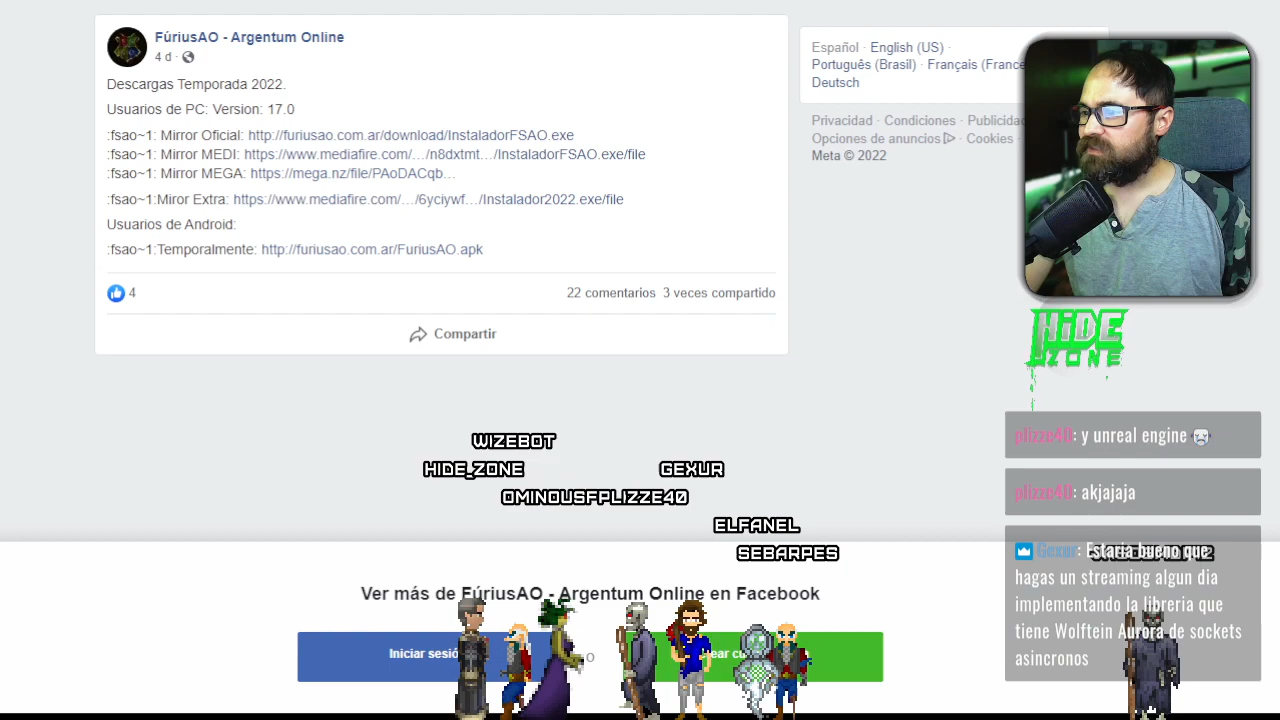 FúriusAO - Argentum Online
4 d ·
Descargas Temporada 2022.
Usuarios de PC: Version: 17.0
:fsao~1: Mirror Oficial: http://furiusao.com.ar/download/InstaladorFSAO.exe
:fsao~1: Mirror MEDI: https://www.mediafire.com/…/n8dxtmt…/InstaladorFSAO.exe/file
:fsao~1: Mirror MEGA: https://mega.nz/file/PAoDACqb…
:fsao~1:Miror Extra: https://www.mediafire.com/…/6yciywf…/Instalador2022.exe/file
Usuarios de Android:
:fsao~1:Temporalmente: http://furiusao.com.ar/FuriusAO.apk
4
22 comentarios 3 veces compartido
Compartir
Español · English (US) ·
Português (Brasil) · Français (France
Deutsch
Privacidad · Condiciones · Publicidad
Opciones de anuncios · Cookies ·
Meta © 2022
HiDE
ZONE
plizze40: y unreal engine
plizze40: akjajaja
Gexur: Estaria bueno que
hagas un streaming algun dia
implementando la libreria que
tiene Wolftein Aurora de sockets
asincronos
WIZEBOT
HIDE_ZONE
GEXUR
OMINOUSFPLIZZE40
ELFANEL
SEBARPES
Ver más de FúriusAO - Argentum Online en Facebook
Iniciar sesió